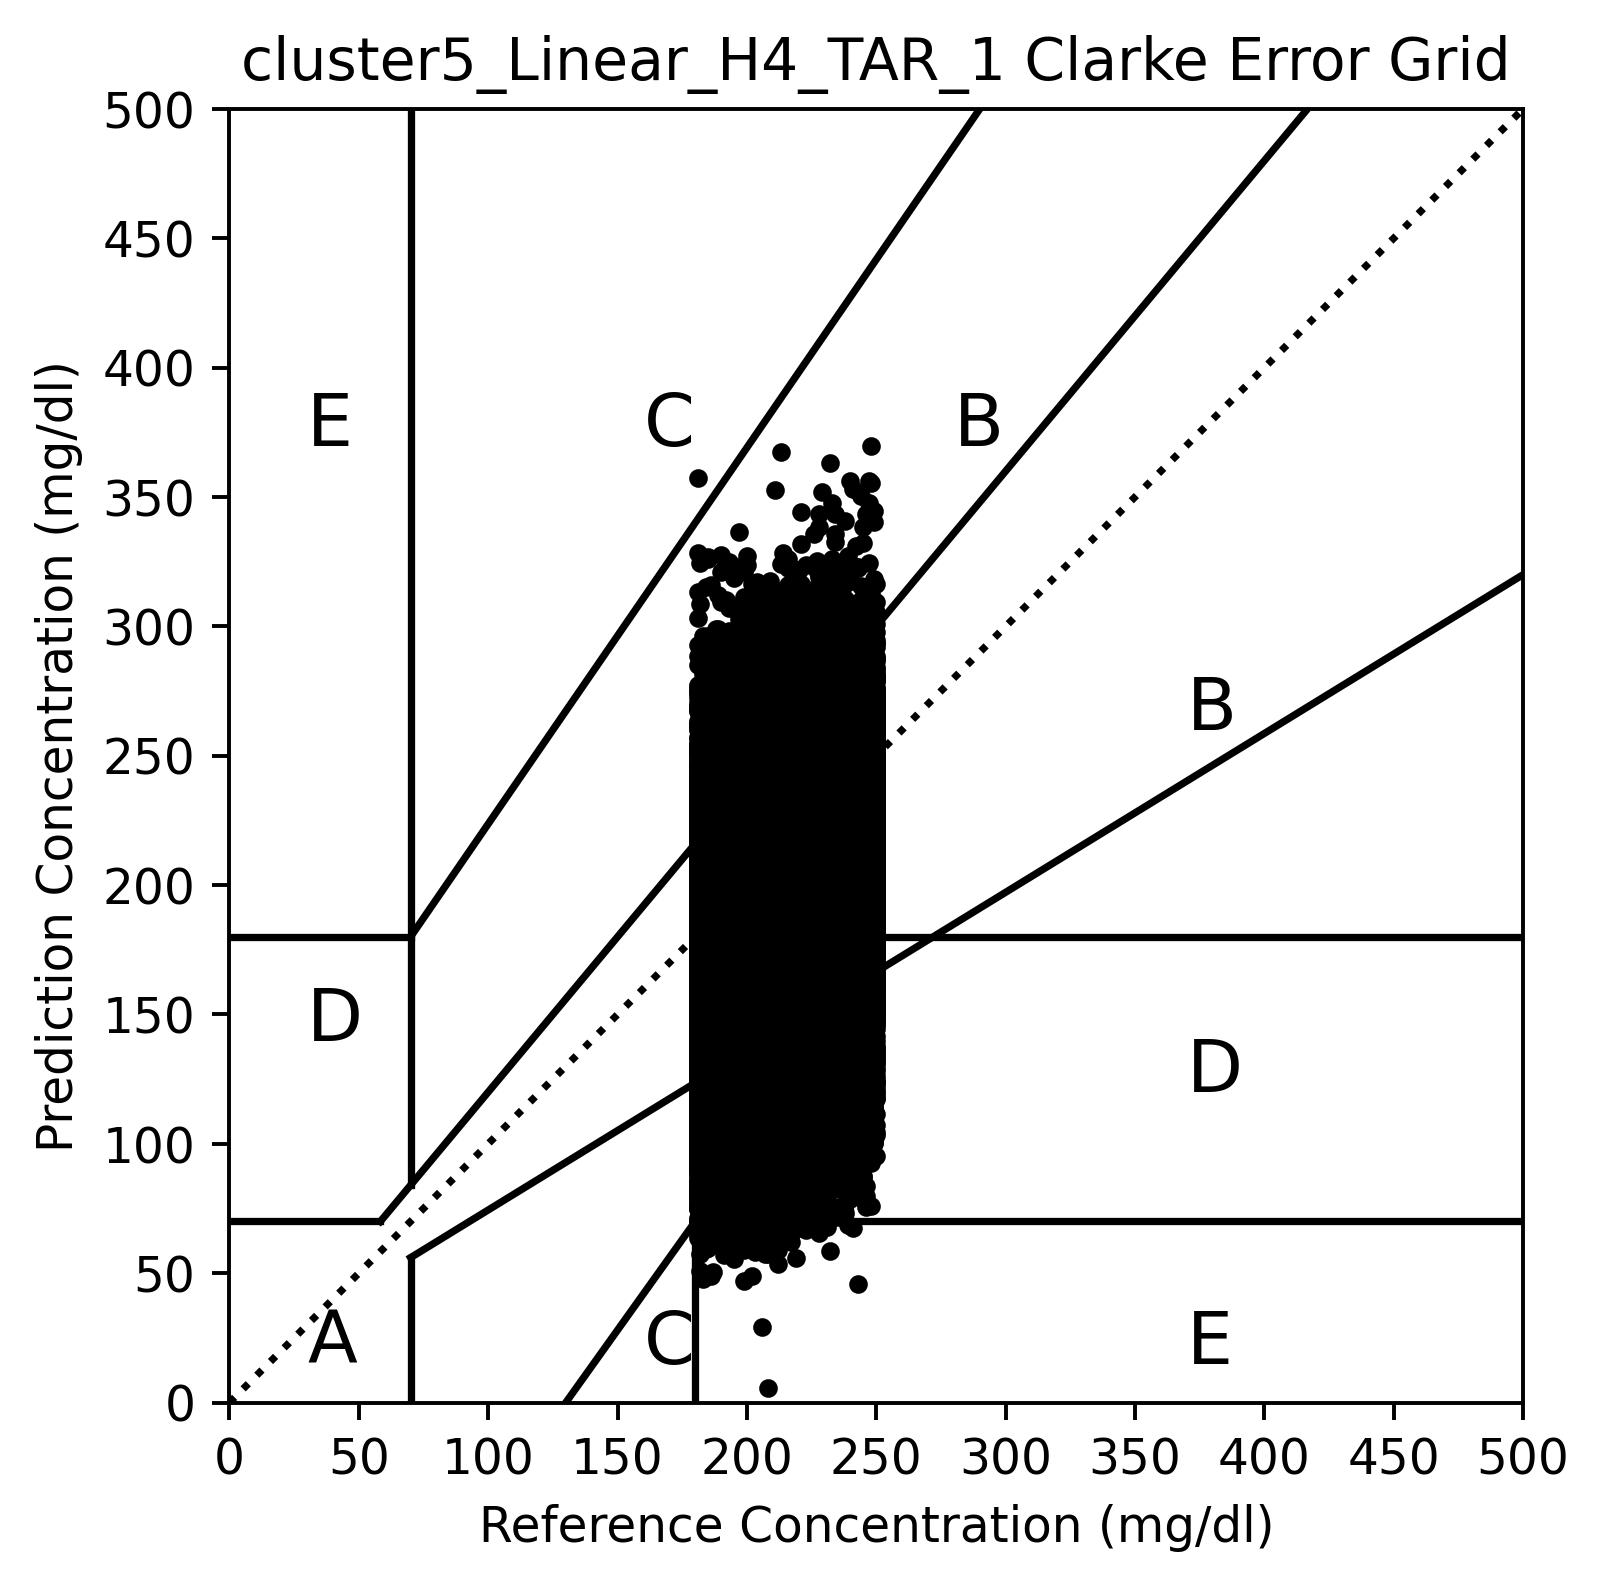 cluster5_Linear_H4_TAR_1 Clarke Error Grid
500
450
400
350
300
250
200
150
100
50
0
Prediction Concentration (mg/dl)
E
C
B
B
D
D
A
C
E
0 50 100 150 200 250 300 350 400 450 500
Reference Concentration (mg/dl)